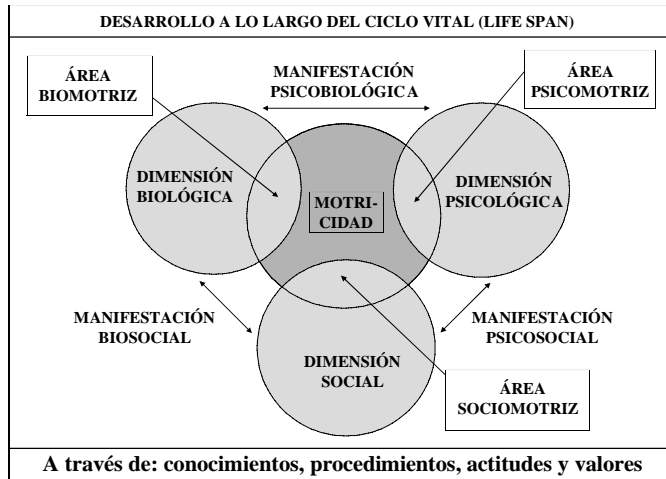 DESARROLLO A LO LARGO DEL CICLO VITAL (LIFE SPAN)
ÁREA
BIOMOTRIZ
MANIFESTACIÓN
PSICOBIOLÓGICA
ÁREA
PSICOMOTRIZ
DIMENSIÓN
BIOLÓGICA
MOTRI-
CIDAD
DIMENSIÓN
PSICOLÓGICA
MANIFESTACIÓN
BIOSOCIAL
MANIFESTACIÓN
PSICOSOCIAL
DIMENSIÓN
SOCIAL
ÁREA
SOCIOMOTRIZ
A través de: conocimientos, procedimientos, actitudes y valores